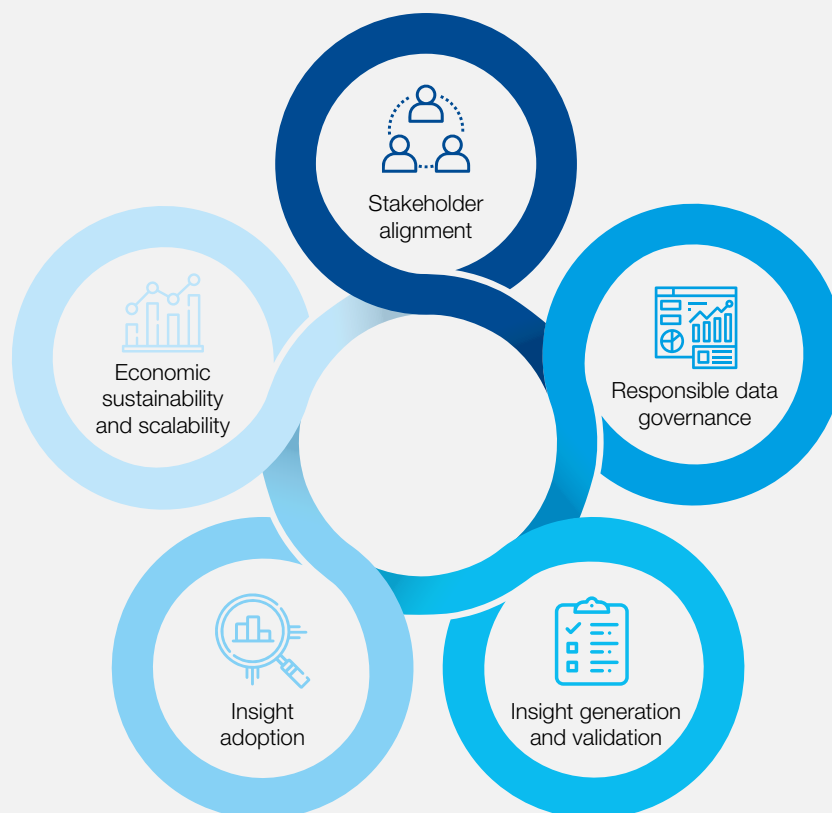 Stakeholder
alignment
Responsible data
governance
Insight generation
and validation
Insight
adoption
Economic
sustainability
and scalability